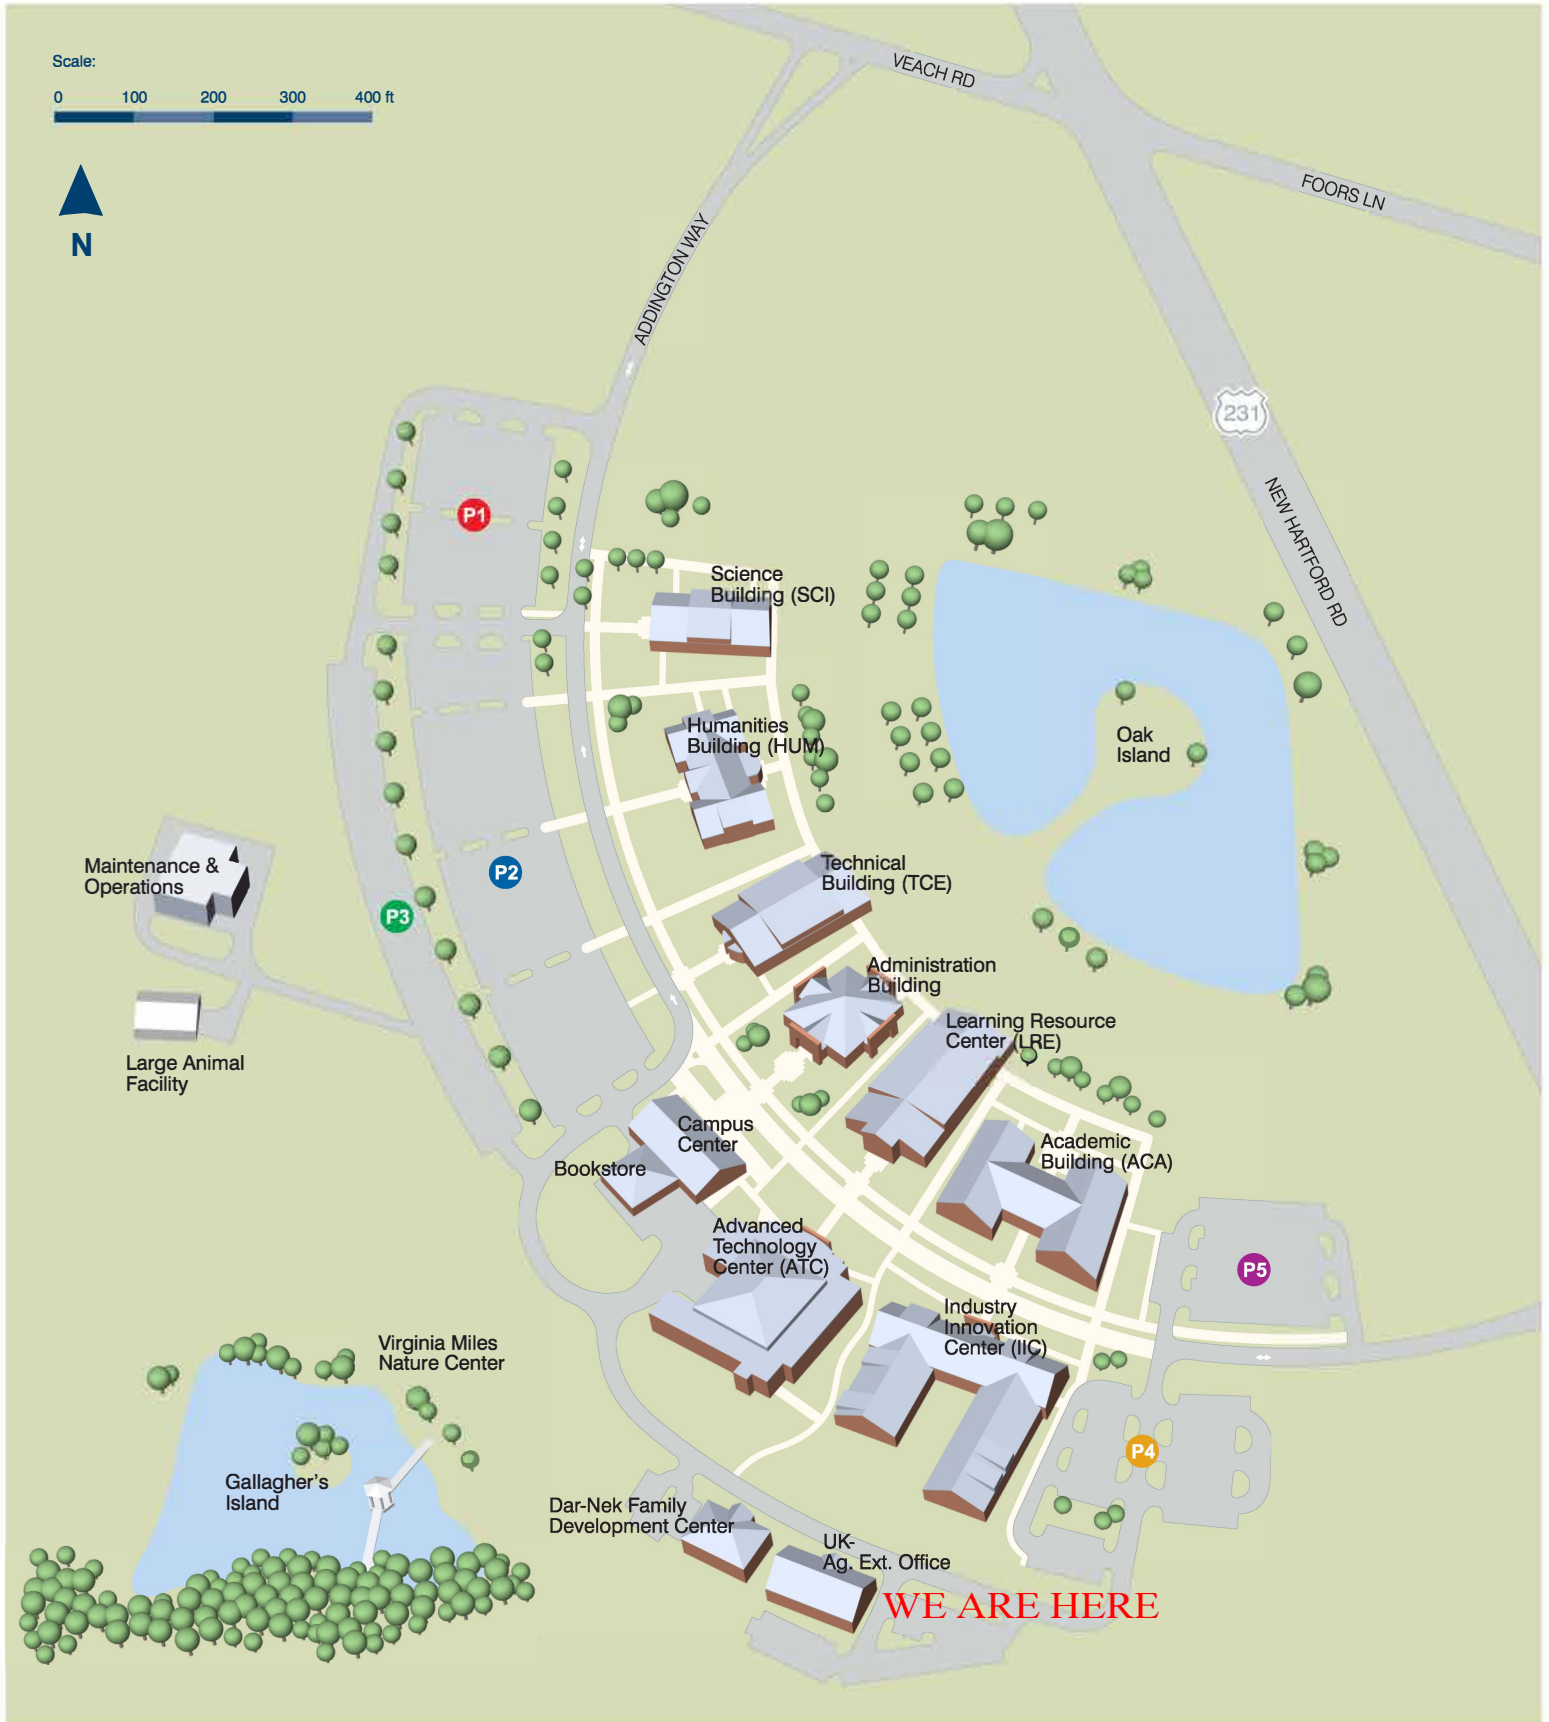 Scale:
0 100 200 300 400 ft
N
VEACH RD
FOORS LN
ADDINGTON WAY
231
NEW HARTFORD RD
P1
Science
Building (SCI)
Humanities
Building (HUM)
Oak
Island
Maintenance &
Operations
P2
P3
Technical
Building (TCE)
Administration
Building
Learning Resource
Center (LRE)
Large Animal
Facility
Campus
Center
Bookstore
Academic
Building (ACA)
Advanced
Technology
Center (ATC)
P5
Industry
Innovation
Center (IIC)
Virginia Miles
Nature Center
P4
Gallagher's
Island
Dar-Nek Family
Development Center
UK-
Ag. Ext. Office
WE ARE HERE